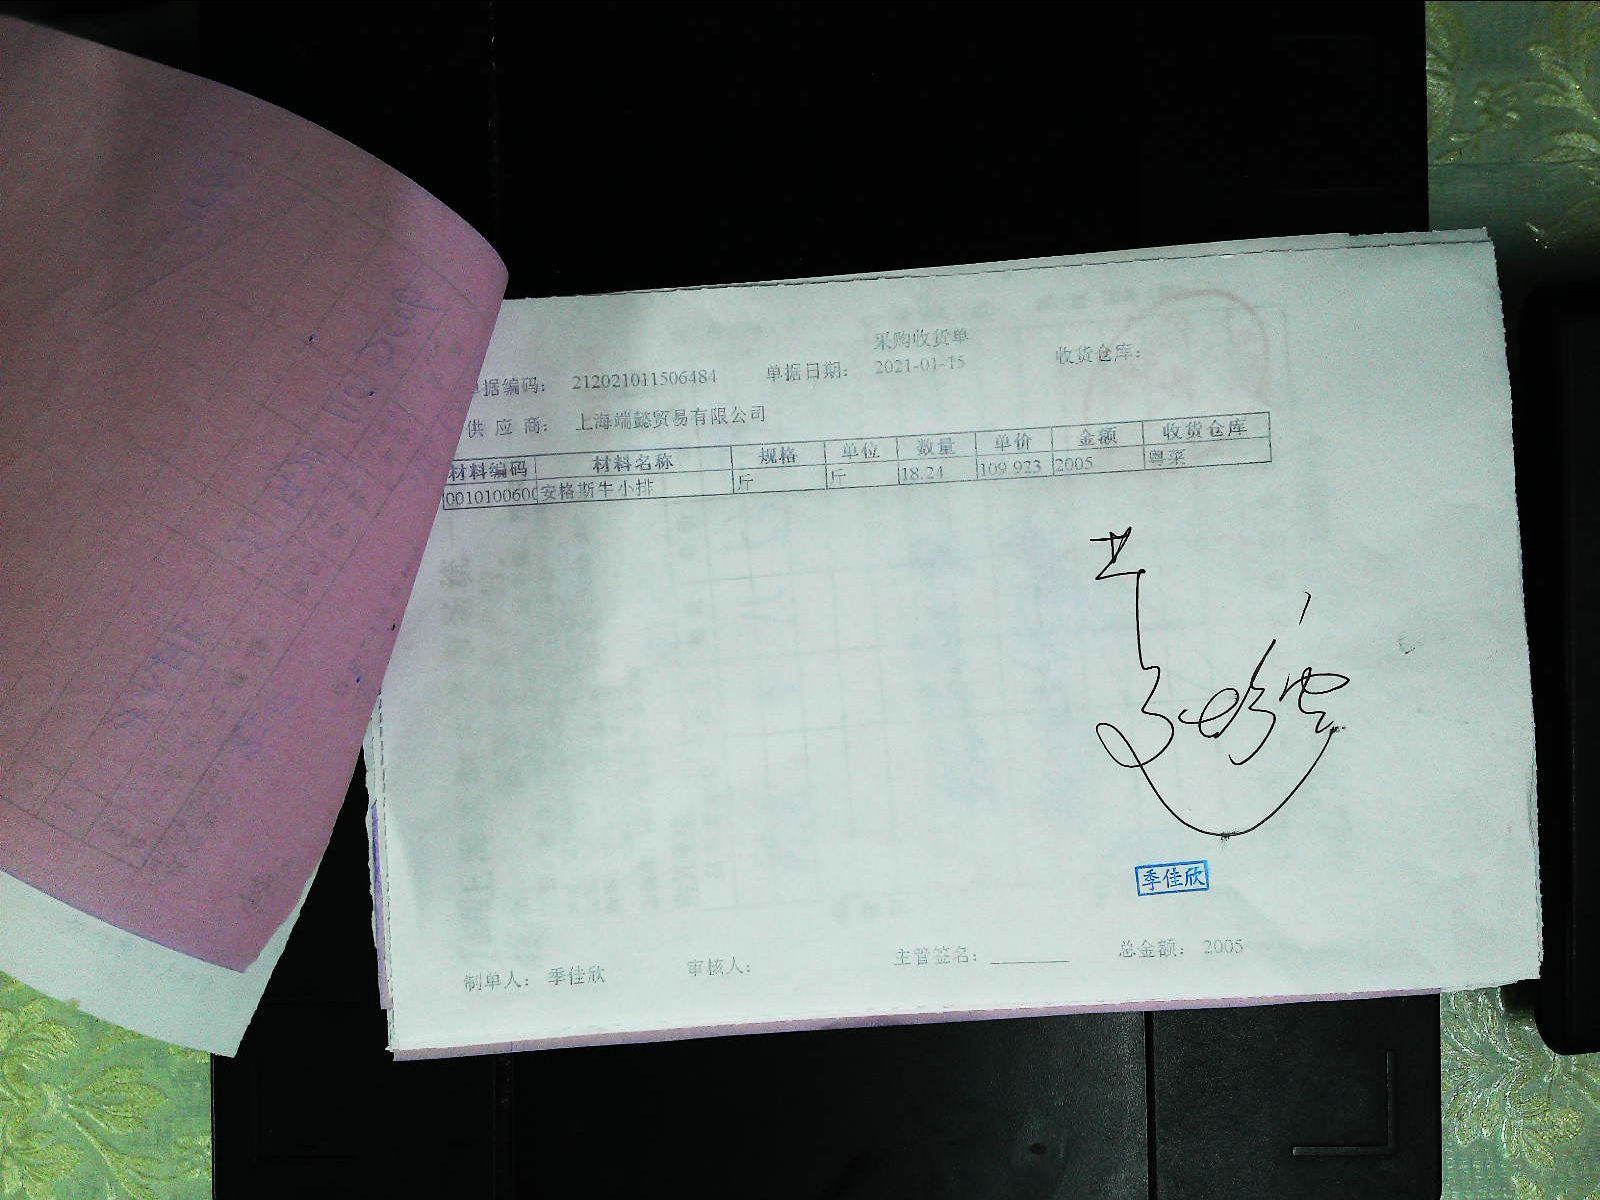 采购收货单
单据编码： 212021011506484 单据日期： 2021-01-15 收货仓库：
供 应 商： 上海端懿贸易有限公司
材料编码 材料名称 规格 单位 数量 单价 金额 收货仓库
0010100600 安格斯牛小排 斤 斤 18.24 109.923 2005 粤菜
季佳欣
制单人： 季佳欣 审核人： 主管签名：________ 总金额： 2005